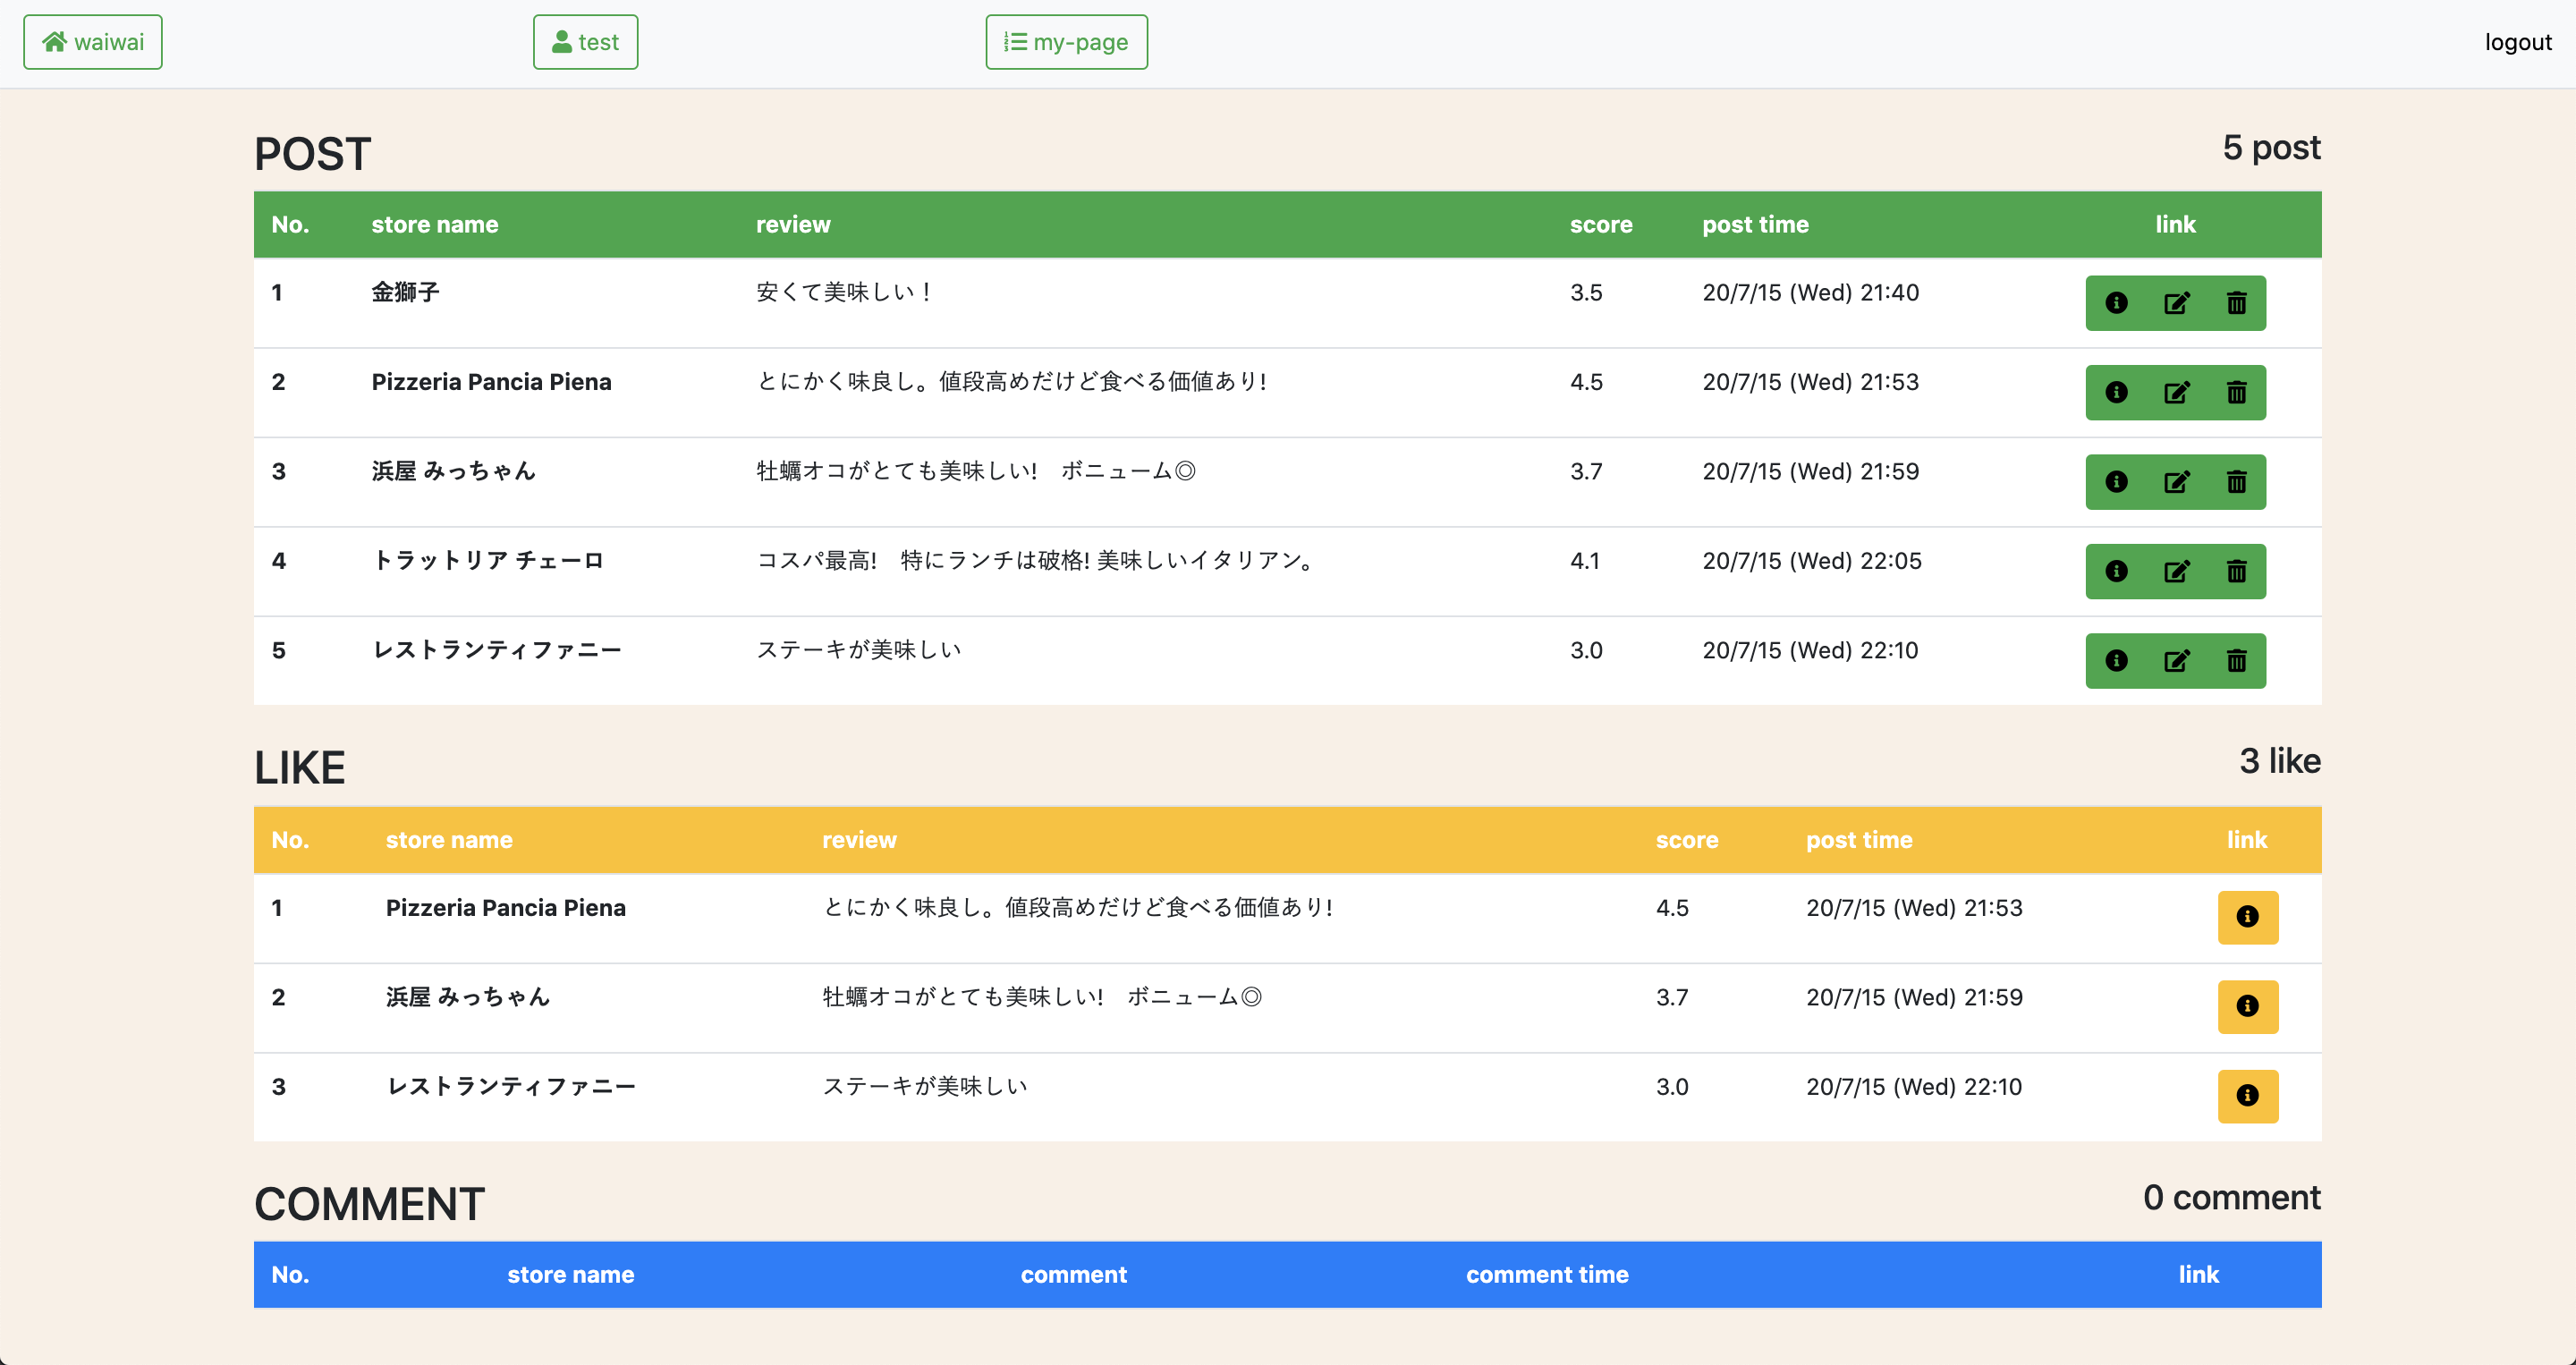 waiwai test my-page logout
POST 5 post
No. store name review score post time link
1 金獅子 安くて美味しい！ 3.5 20/7/15 (Wed) 21:40
2 Pizzeria Pancia Piena とにかく味良し。値段高めだけど食べる価値あり! 4.5 20/7/15 (Wed) 21:53
3 浜屋 みっちゃん 牡蠣オコがとても美味しい!　ボニューム◎ 3.7 20/7/15 (Wed) 21:59
4 トラットリア チェーロ コスパ最高!　特にランチは破格! 美味しいイタリアン。 4.1 20/7/15 (Wed) 22:05
5 レストランティファニー ステーキが美味しい 3.0 20/7/15 (Wed) 22:10
LIKE 3 like
No. store name review score post time link
1 Pizzeria Pancia Piena とにかく味良し。値段高めだけど食べる価値あり! 4.5 20/7/15 (Wed) 21:53
2 浜屋 みっちゃん 牡蠣オコがとても美味しい!　ボニューム◎ 3.7 20/7/15 (Wed) 21:59
3 レストランティファニー ステーキが美味しい 3.0 20/7/15 (Wed) 22:10
COMMENT 0 comment
No. store name comment comment time link